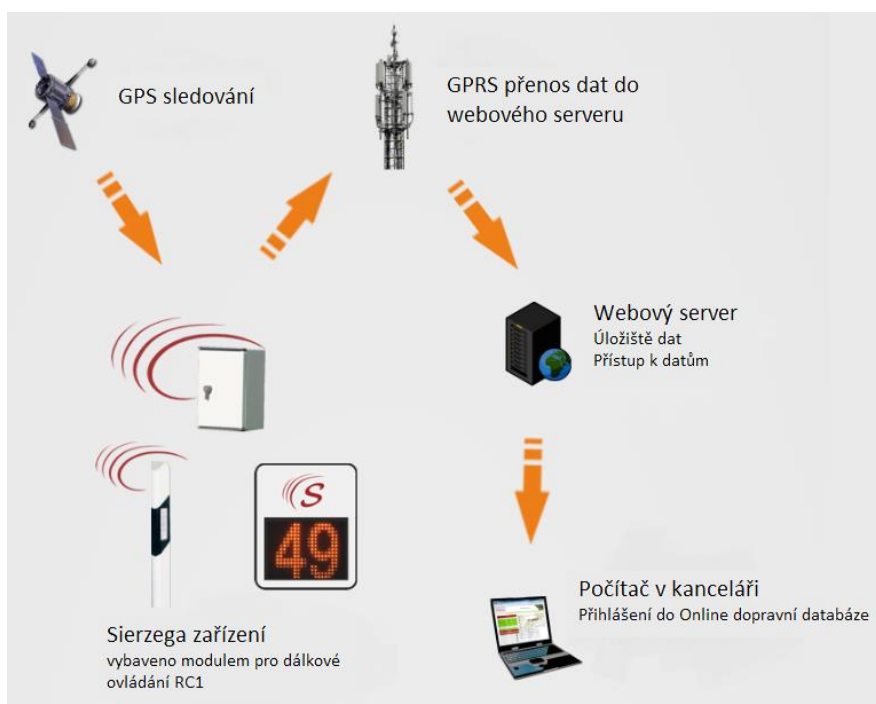 GPS sledování
GPRS přenos dat do
webového serveru
Webový server
Úložiště dat
Přístup k datům
S
49
Počítač v kanceláři
Přihlášení do Online dopravní databáze
Sierzega zařízení
vybaveno modulem pro dálkové
ovládání RC1